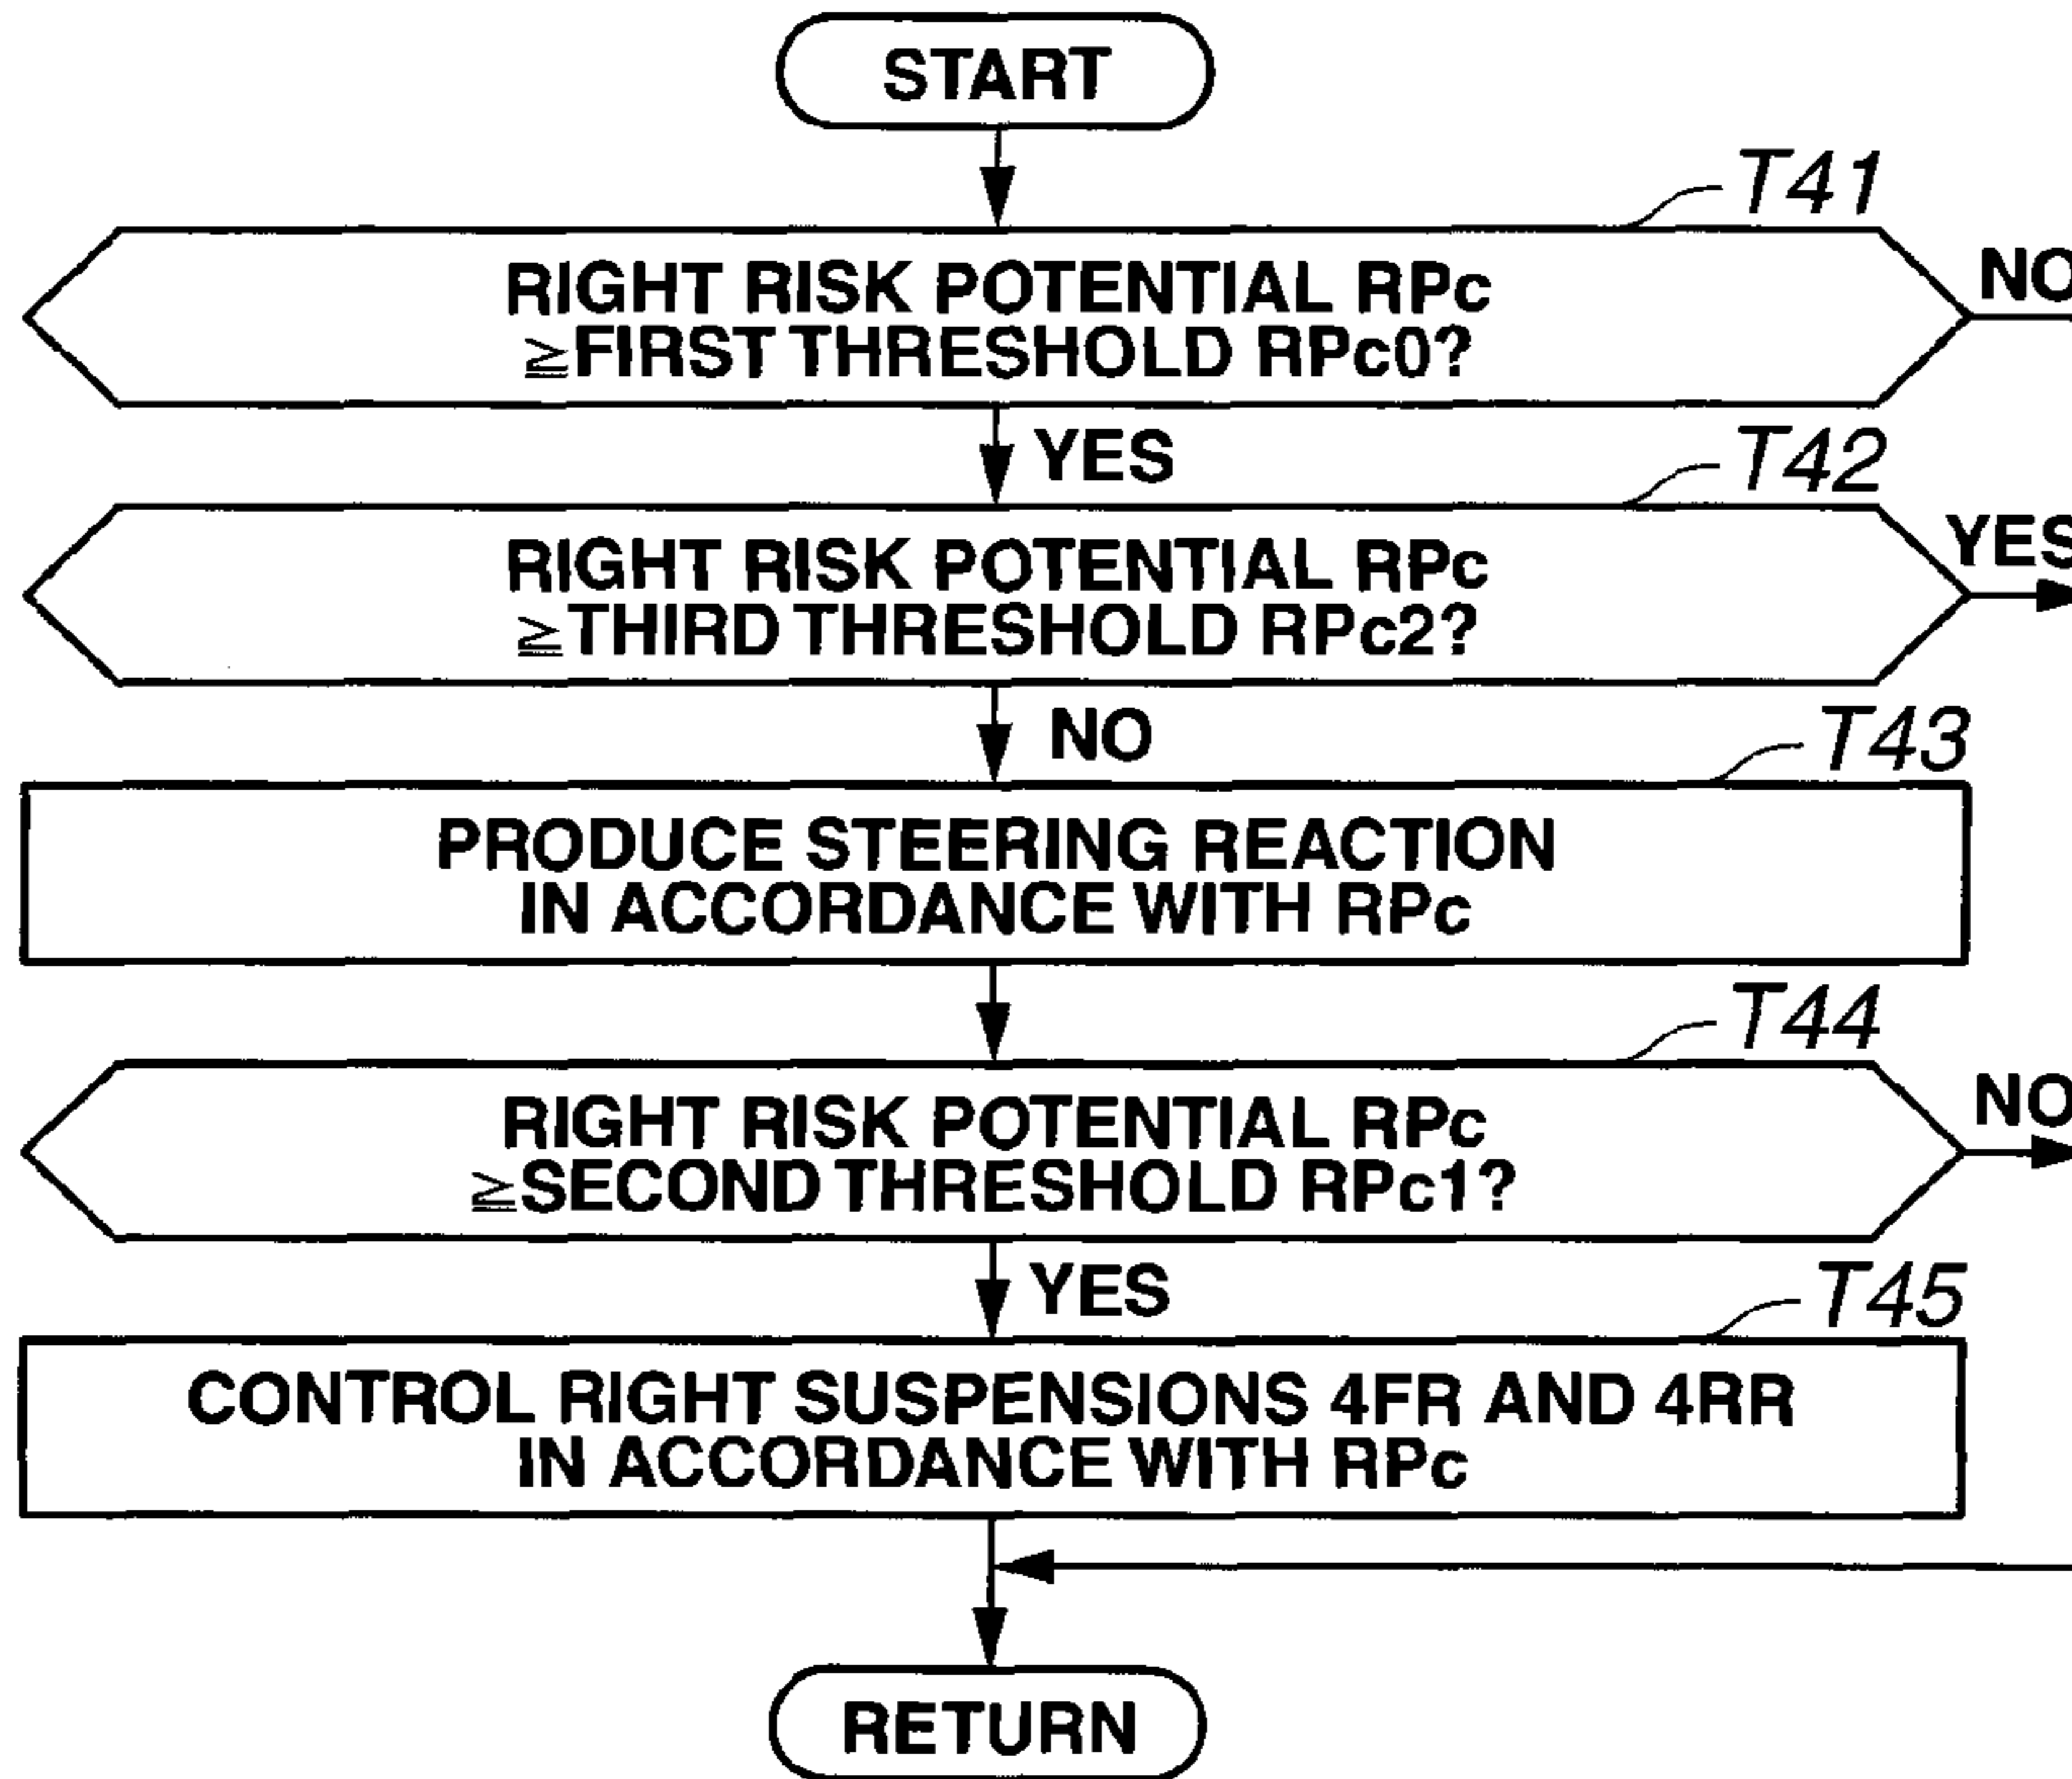 START
T41
RIGHT RISK POTENTIAL RPc
≧FIRST THRESHOLD RPc0?
NO
YES
T42
RIGHT RISK POTENTIAL RPc
≧THIRD THRESHOLD RPc2?
YES
NO
T43
PRODUCE STEERING REACTION
IN ACCORDANCE WITH RPc
T44
RIGHT RISK POTENTIAL RPc
≧SECOND THRESHOLD RPc1?
NO
YES
T45
CONTROL RIGHT SUSPENSIONS 4FR AND 4RR
IN ACCORDANCE WITH RPc
RETURN